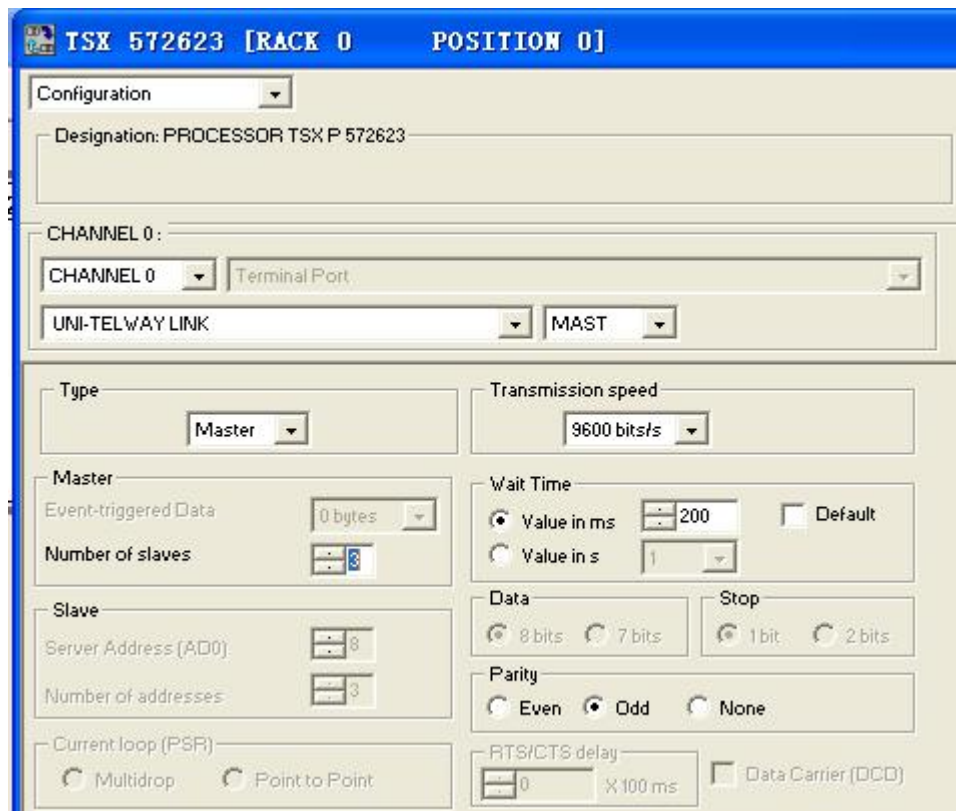 TSX 572623 [RACK 0 POSITION 0]
Configuration
Designation: PROCESSOR TSX P 572623
CHANNEL 0 :
CHANNEL 0 Terminal Port
UNI-TELWAY LINK MAST
Type
Master
Transmission speed
9600 bits/s
Master
Event-triggered Data 0 bytes
Number of slaves 3
Wait Time
Value in ms 200 Default
Value in s 1
Slave
Server Address (AD0) 8
Number of addresses 3
Data
8 bits 7 bits
Stop
1 bit 2 bits
Parity
Even Odd None
Current loop (PSR)
Multidrop Point to Point
RTS/CTS delay
0 X 100 ms
Data Carrier (DCD)